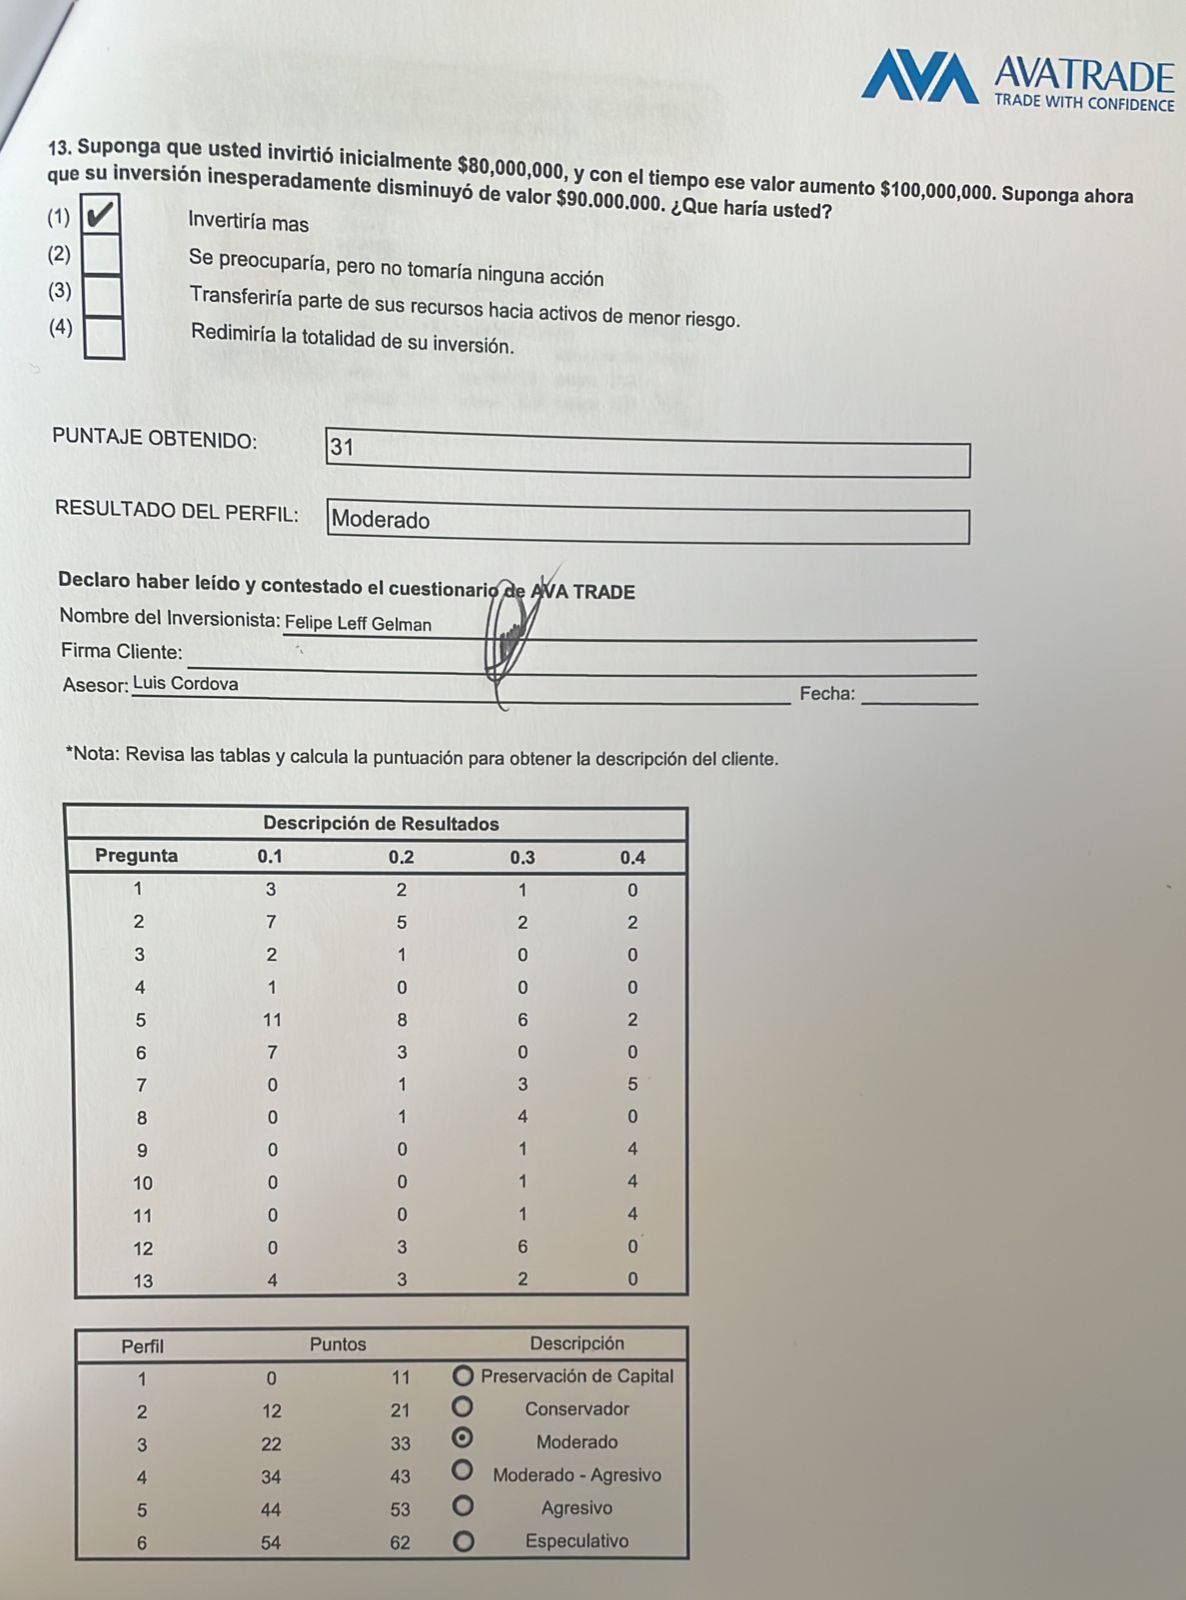 AVA AVATRADE
TRADE WITH CONFIDENCE
13. Suponga que usted invirtió inicialmente $80,000,000, y con el tiempo ese valor aumento $100,000,000. Suponga ahora
que su inversión inesperadamente disminuyó de valor $90.000.000. ¿Que haría usted?
(1) ✔ Invertiría mas
(2) Se preocuparía, pero no tomaría ninguna acción
(3) Transferiría parte de sus recursos hacia activos de menor riesgo.
(4) Redimiría la totalidad de su inversión.
PUNTAJE OBTENIDO: 31
RESULTADO DEL PERFIL: Moderado
Declaro haber leído y contestado el cuestionario de AVA TRADE
Nombre del Inversionista: Felipe Leff Gelman
Firma Cliente:
Asesor: Luis Cordova Fecha:
*Nota: Revisa las tablas y calcula la puntuación para obtener la descripción del cliente.
Descripción de Resultados
Pregunta 0.1 0.2 0.3 0.4
1 3 2 1 0
2 7 5 2 2
3 2 1 0 0
4 1 0 0 0
5 11 8 6 2
6 7 3 0 0
7 0 1 3 5
8 0 1 4 0
9 0 0 1 4
10 0 0 1 4
11 0 0 1 4
12 0 3 6 0
13 4 3 2 0
Perfil Puntos Descripción
1 0 11 Preservación de Capital
2 12 21 Conservador
3 22 33 Moderado
4 34 43 Moderado - Agresivo
5 44 53 Agresivo
6 54 62 Especulativo